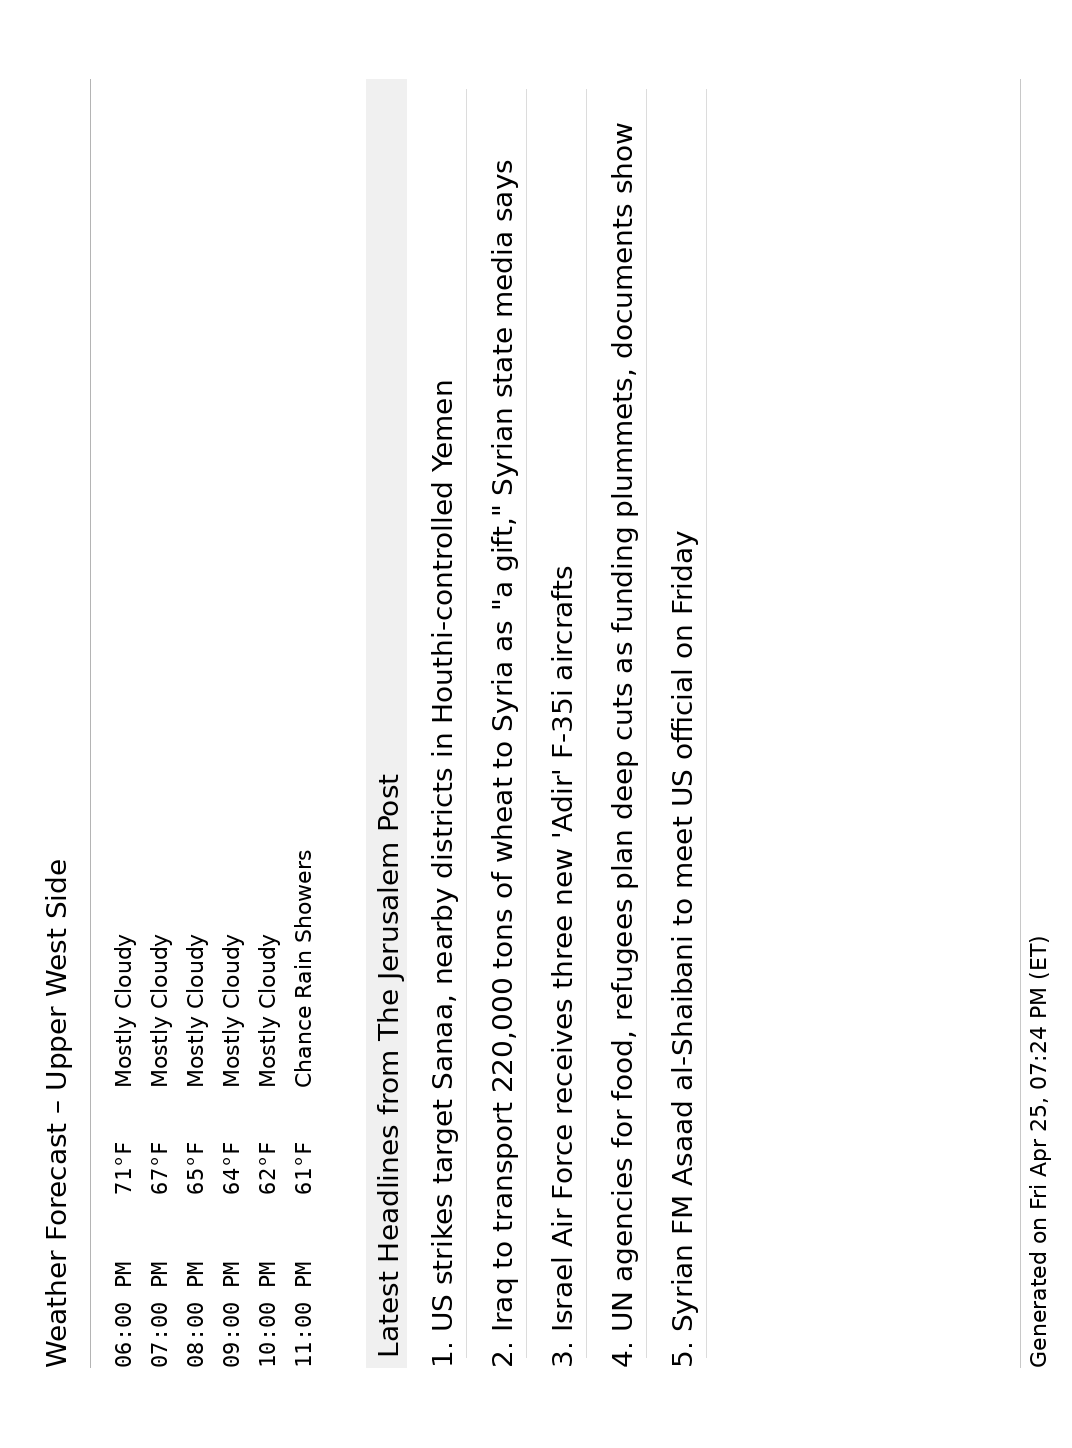 Weather Forecast – Upper West Side
06:00 PM 71°F Mostly Cloudy
07:00 PM 67°F Mostly Cloudy
08:00 PM 65°F Mostly Cloudy
09:00 PM 64°F Mostly Cloudy
10:00 PM 62°F Mostly Cloudy
11:00 PM 61°F Chance Rain Showers
Latest Headlines from The Jerusalem Post
1. US strikes target Sanaa, nearby districts in Houthi-controlled Yemen
2. Iraq to transport 220,000 tons of wheat to Syria as "a gift," Syrian state media says
3. Israel Air Force receives three new 'Adir' F-35i aircrafts
4. UN agencies for food, refugees plan deep cuts as funding plummets, documents show
5. Syrian FM Asaad al-Shaibani to meet US official on Friday
Generated on Fri Apr 25, 07:24 PM (ET)